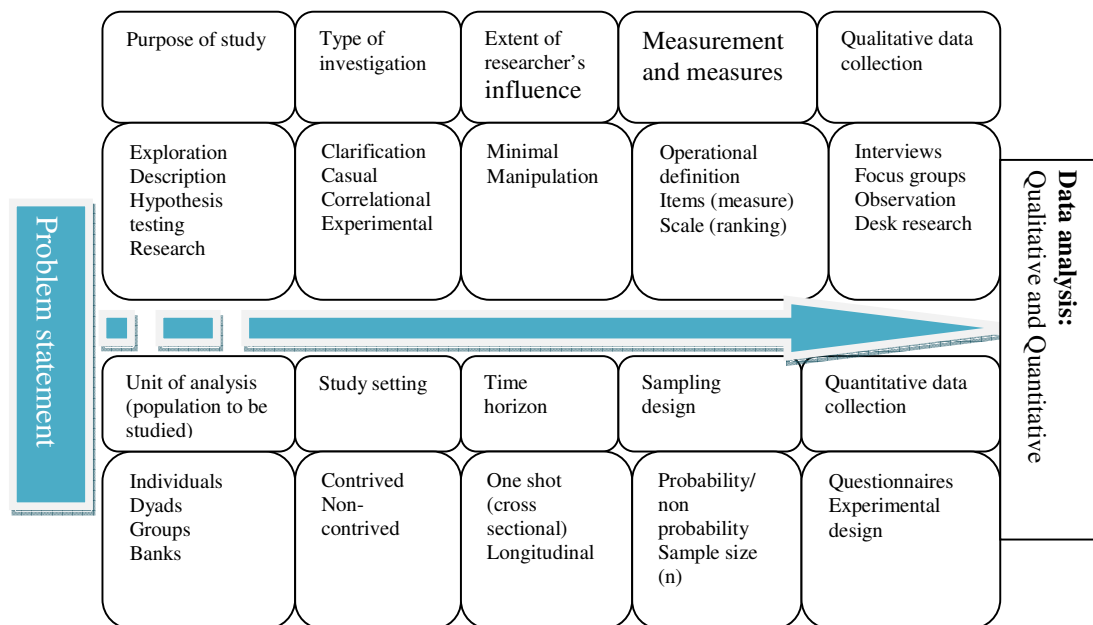 Problem statement
Purpose of study
Type of
investigation
Extent of
researcher’s
influence
Measurement
and measures
Qualitative data
collection
Exploration
Description
Hypothesis
testing
Research
Clarification
Casual
Correlational
Experimental
Minimal
Manipulation
Operational
definition
Items (measure)
Scale (ranking)
Interviews
Focus groups
Observation
Desk research
Unit of analysis
(population to be
studied)
Study setting
Time
horizon
Sampling
design
Quantitative data
collection
Individuals
Dyads
Groups
Banks
Contrived
Non-
contrived
One shot
(cross
sectional)
Longitudinal
Probability/
non
probability
Sample size
(n)
Questionnaires
Experimental
design
Data analysis:
Qualitative and Quantitative